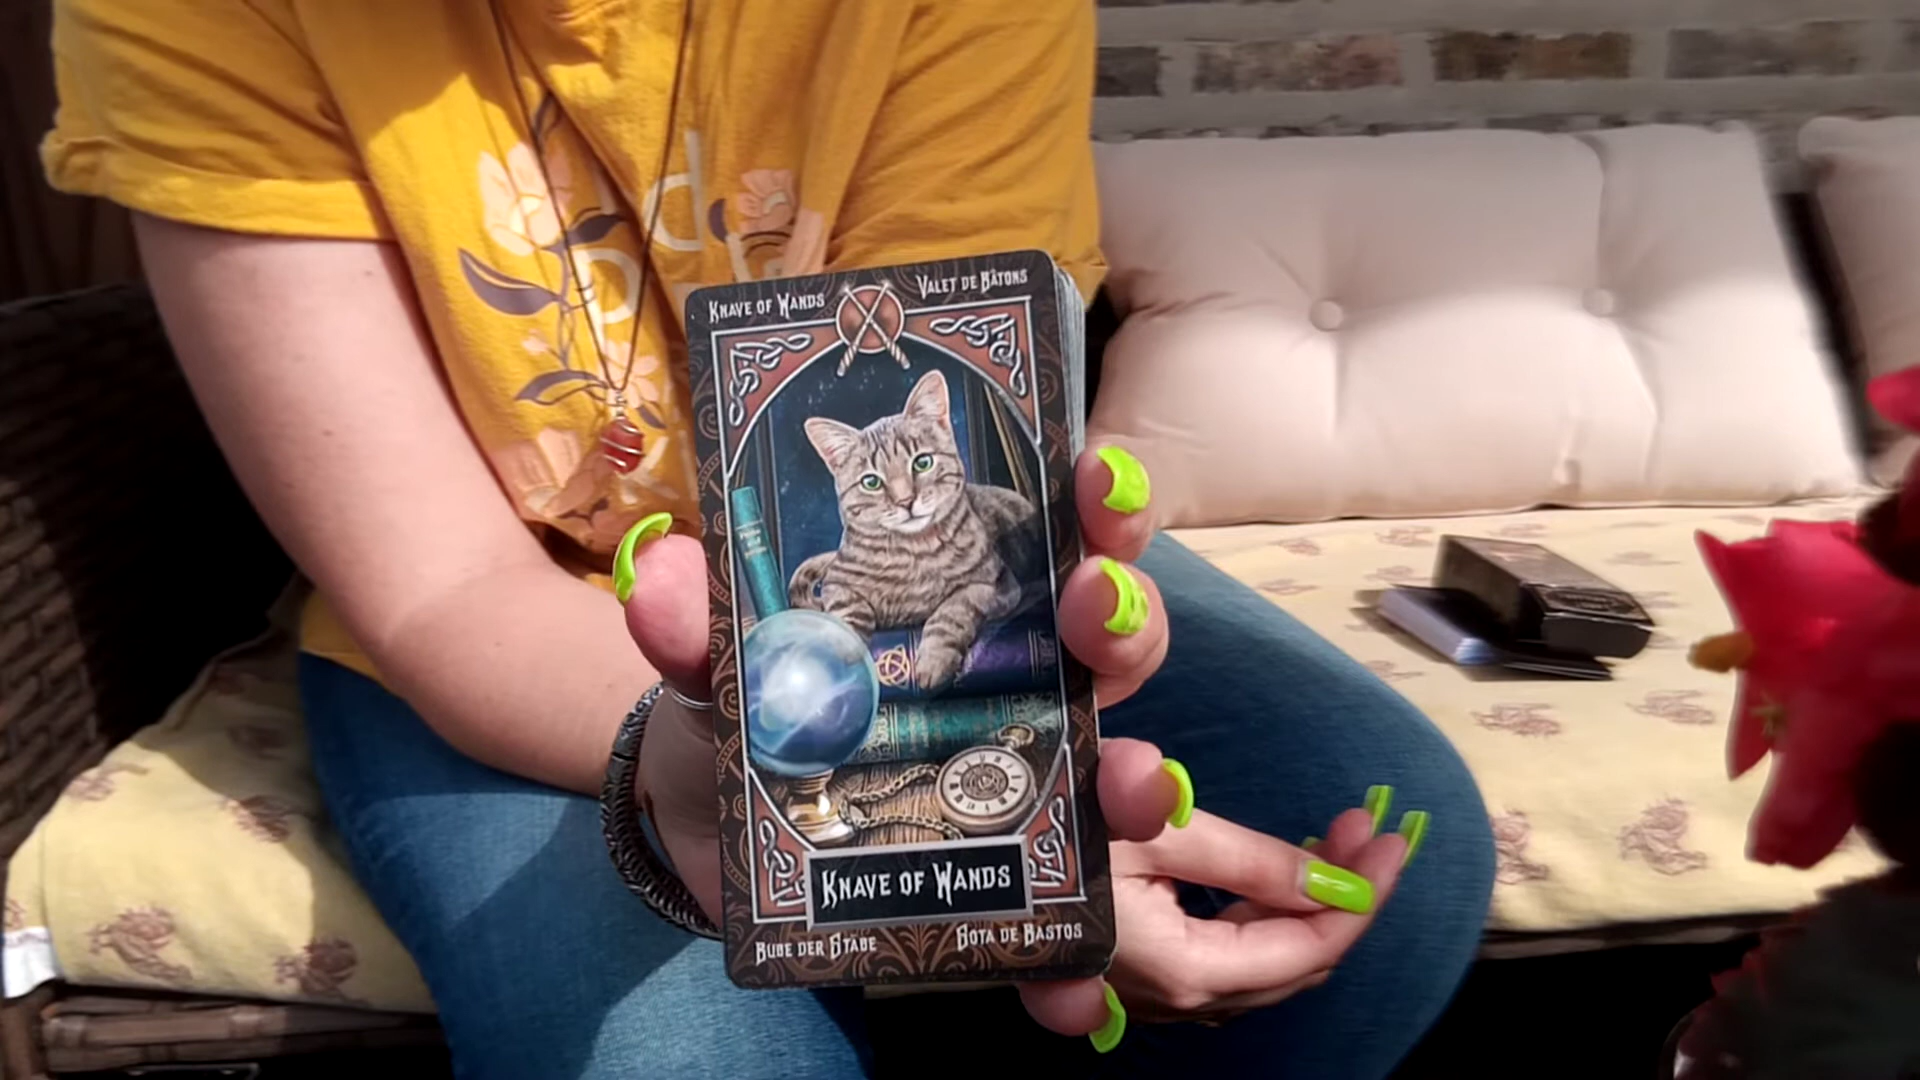 Knave of Wands
Valet de Bâtons
Knave of Wands
Bube der Stäbe
Sota de Bastos